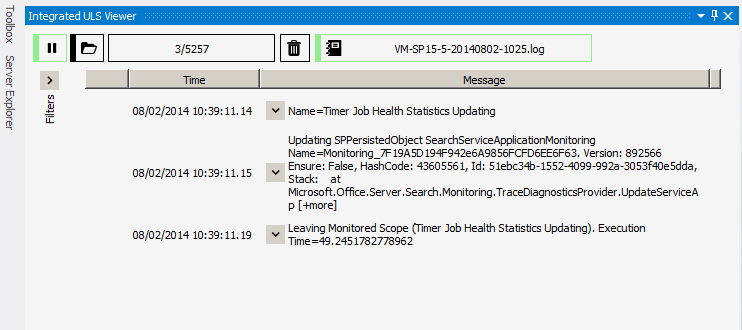 Integrated ULS Viewer
Toolbox
Server Explorer
3/5257
VM-SP15-5-20140802-1025.log
Filters
Time
Message
08/02/2014 10:39:11.14
Name=Timer Job Health Statistics Updating
08/02/2014 10:39:11.15
Updating SPPersistedObject SearchServiceApplicationMonitoring
Name=Monitoring_7F19A5D194F942e6A9856FCFD6EE6F63. Version: 892566
Ensure: False, HashCode: 43605561, Id: 51ebc34b-1552-4099-992a-3053f40e5dda,
Stack:   at
Microsoft.Office.Server.Search.Monitoring.TraceDiagnosticsProvider.UpdateServiceA
p [+more]
08/02/2014 10:39:11.19
Leaving Monitored Scope (Timer Job Health Statistics Updating). Execution
Time=49.2451782778962